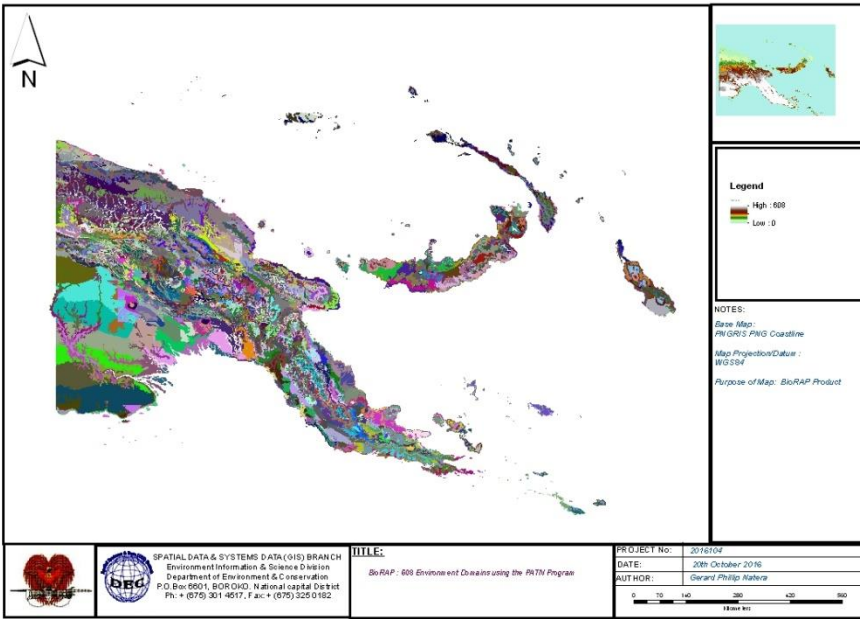 N
Legend
High : 608
Low : 0
NOTES:
Base Map:
PNGRIS PNG Coastline
Map Projection/Datum :
WGS84
Purpose of Map: BioRAP Product
DEC
SPATIAL DATA & SYSTEMS DATA (GIS) BRANCH
Environment Information & Science Division
Department of Environment & Conservation
P.O. Box 6601, BOROKO. National capital District
Ph: + (675) 301 4517, Fax: + (675) 325 0182
TITLE:
BioRAP : 608 Environment Domains using the PATN Program
PROJECT No: 2016104
DATE: 20th October 2016
AUTHOR: Gerard Phillip Natera
0 70 140 280 420 560
Kilometers